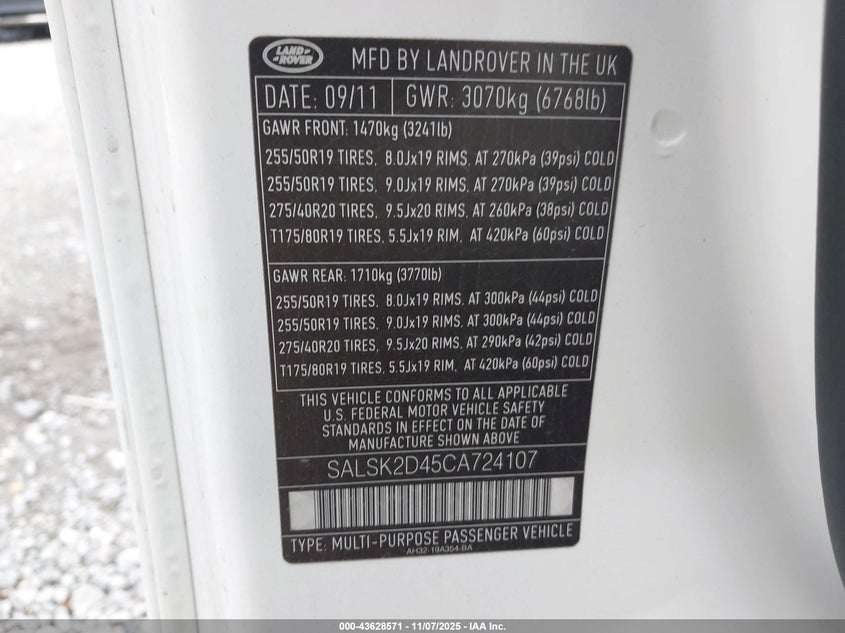 LAND ROVER
MFD BY LANDROVER IN THE UK
DATE: 09/11 GWR: 3070kg (6768lb)
GAWR FRONT: 1470kg (3241lb)
255/50R19 TIRES, 8.0Jx19 RIMS, AT 270kPa (39psi) COLD
255/50R19 TIRES, 9.0Jx19 RIMS, AT 270kPa (39psi) COLD
275/40R20 TIRES, 9.5Jx20 RIMS, AT 260kPa (38psi) COLD
T175/80R19 TIRES, 5.5Jx19 RIM, AT 420kPa (60psi) COLD
GAWR REAR: 1710kg (3770lb)
255/50R19 TIRES, 8.0Jx19 RIMS, AT 300kPa (44psi) COLD
255/50R19 TIRES, 9.0Jx19 RIMS, AT 300kPa (44psi) COLD
275/40R20 TIRES, 9.5Jx20 RIMS, AT 290kPa (42psi) COLD
T175/80R19 TIRES, 5.5Jx19 RIM, AT 420kPa (60psi) COLD
THIS VEHICLE CONFORMS TO ALL APPLICABLE
U.S. FEDERAL MOTOR VEHICLE SAFETY
STANDARDS IN EFFECT ON THE DATE OF
MANUFACTURE SHOWN ABOVE
SALSK2D45CA724107
TYPE: MULTI-PURPOSE PASSENGER VEHICLE
AH32-19A354-BA
000-43628571 | 11/07/2025 | IAA Inc.